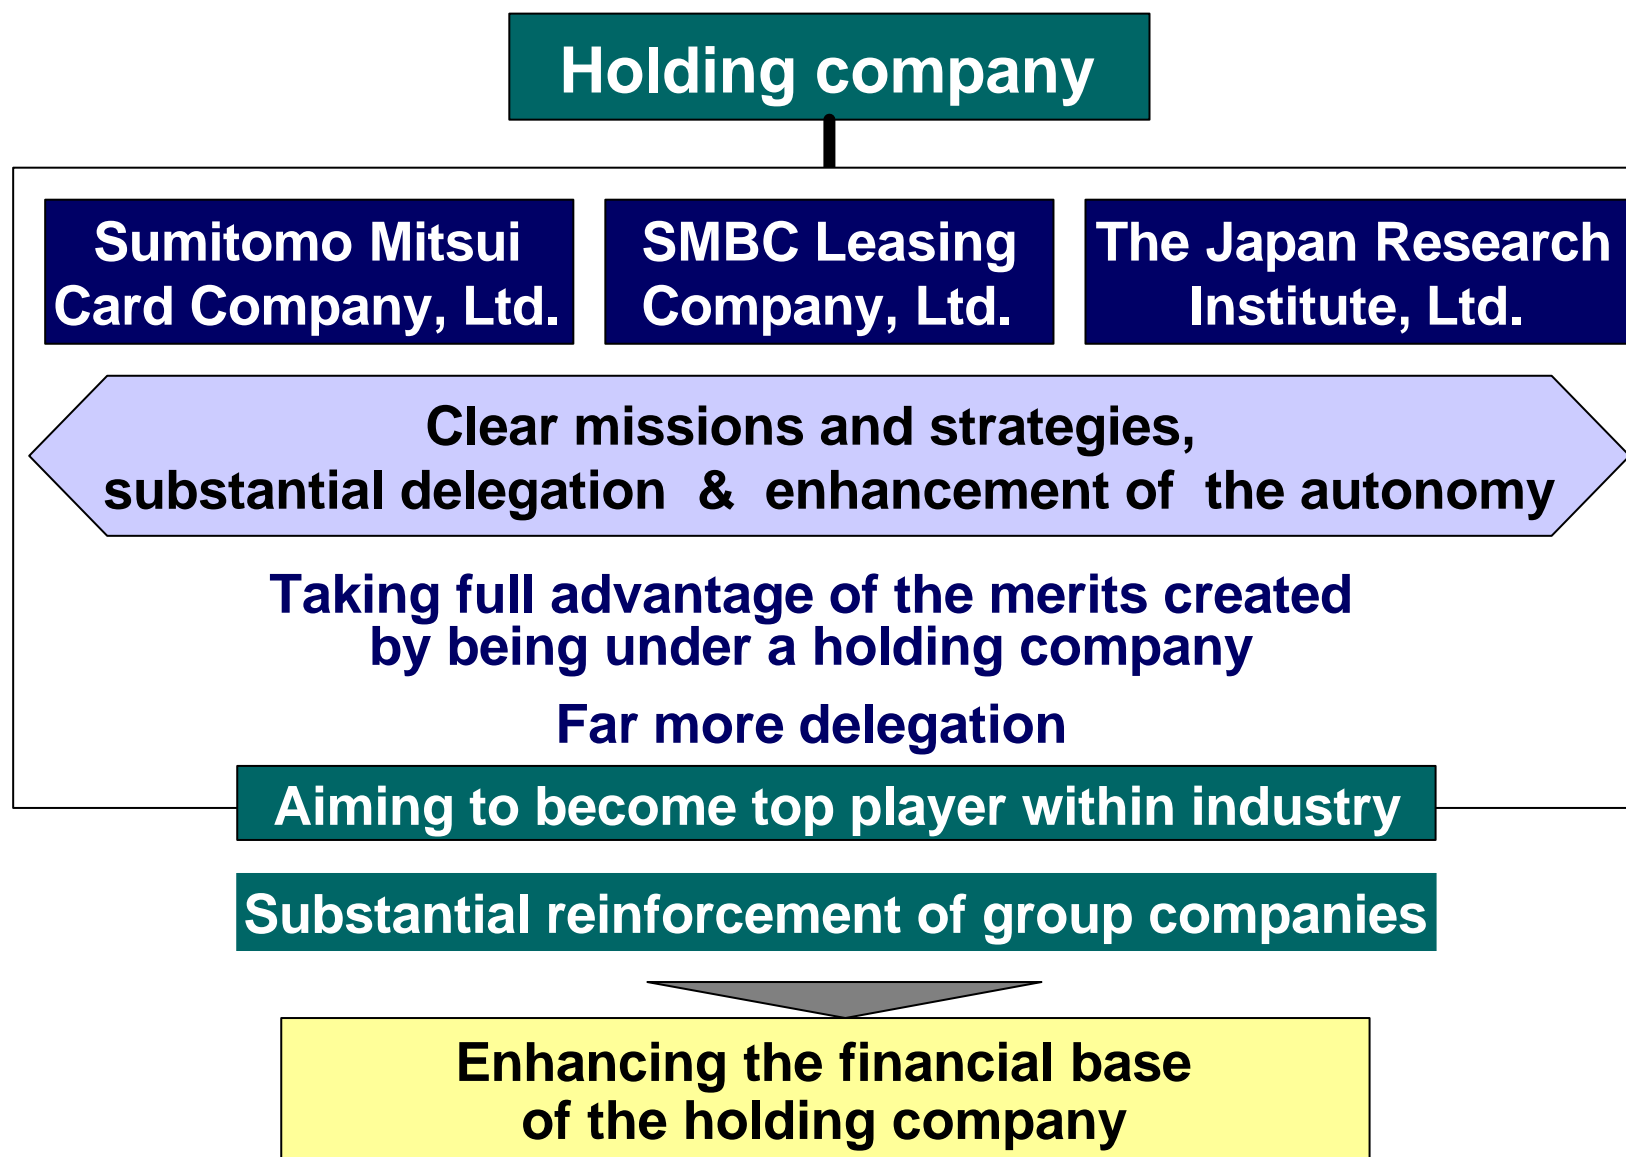 Holding company
Sumitomo Mitsui
Card Company, Ltd.
SMBC Leasing
Company, Ltd.
The Japan Research
Institute, Ltd.
Clear missions and strategies,
substantial delegation & enhancement of the autonomy
Taking full advantage of the merits created
by being under a holding company
Far more delegation
Aiming to become top player within industry
Substantial reinforcement of group companies
Enhancing the financial base
of the holding company